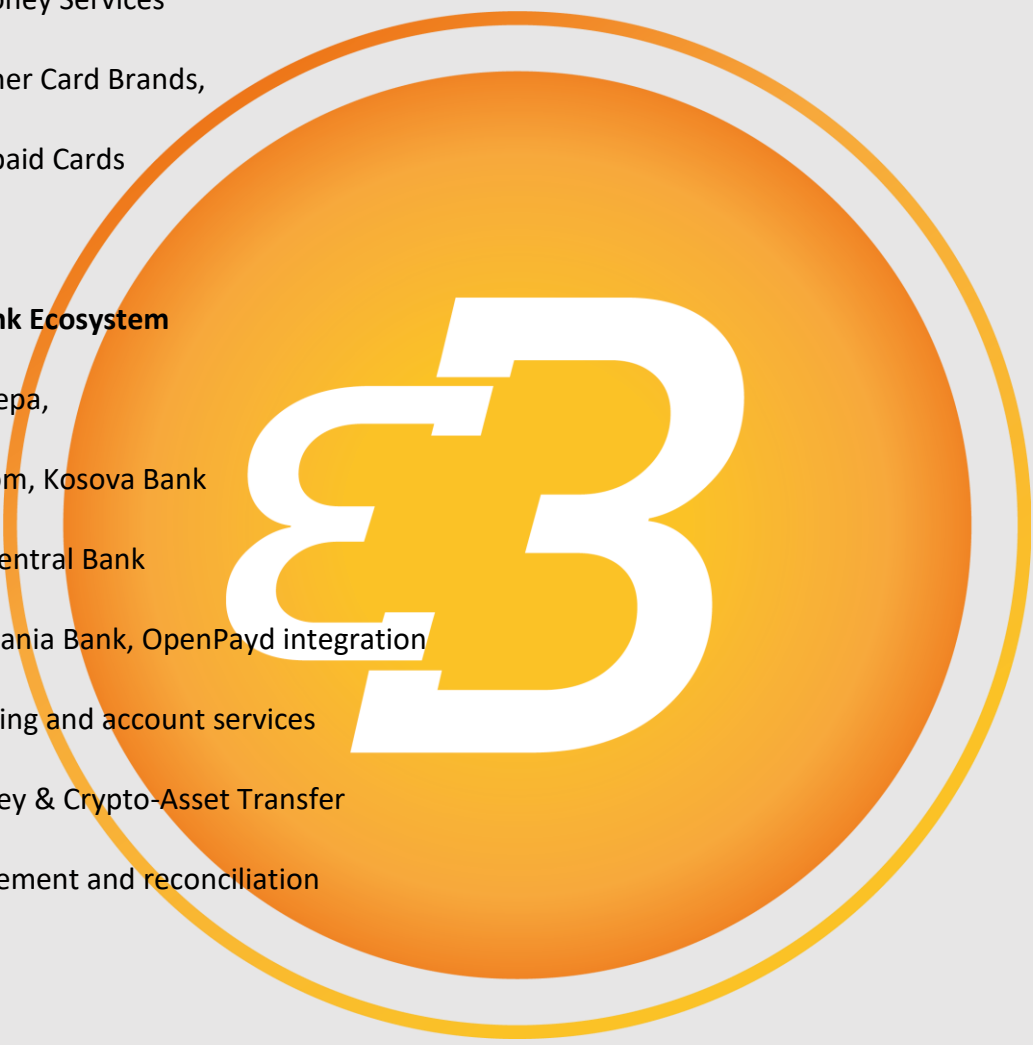 ney Services
her Card Brands,
paid Cards
nk Ecosystem
epa,
om, Kosova Bank
entral Bank
ania Bank, OpenPayd integration
ing and account services
ey & Crypto-Asset Transfer
ement and reconciliation